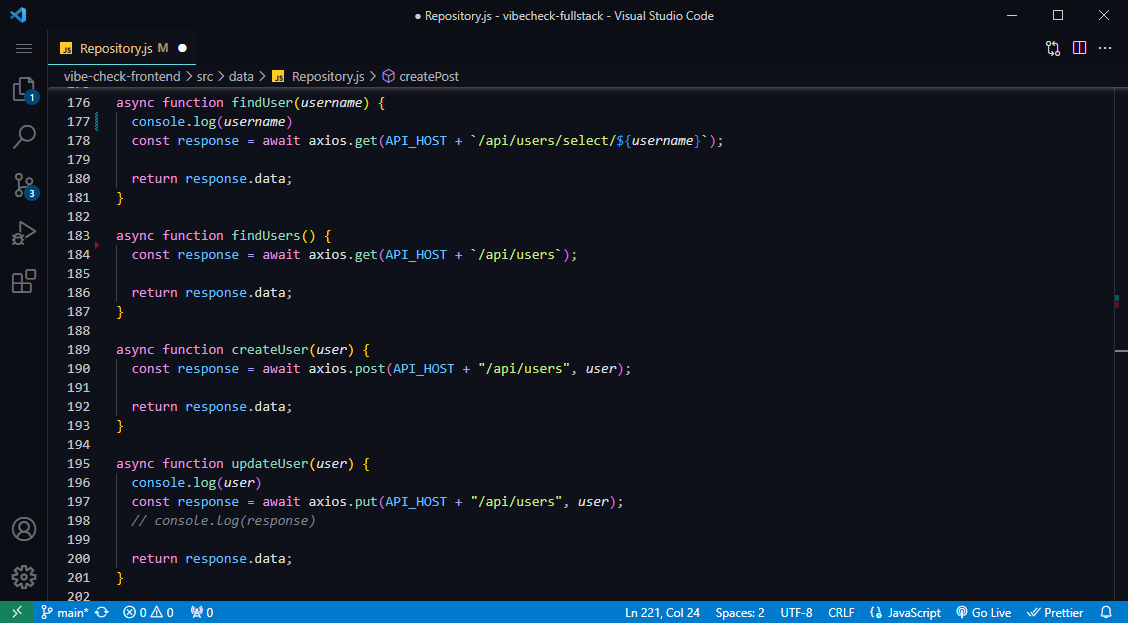 ● Repository.js - vibecheck-fullstack - Visual Studio Code
JS Repository.js M ●
vibe-check-frontend > src > data > JS Repository.js > createPost
1
3
176 async function findUser(username) {
177 console.log(username)
178 const response = await axios.get(API_HOST + `/api/users/select/${username}`);
179
180 return response.data;
181 }
182
183 async function findUsers() {
184 const response = await axios.get(API_HOST + `/api/users`);
185
186 return response.data;
187 }
188
189 async function createUser(user) {
190 const response = await axios.post(API_HOST + "/api/users", user);
191
192 return response.data;
193 }
194
195 async function updateUser(user) {
196 console.log(user)
197 const response = await axios.put(API_HOST + "/api/users", user);
198 // console.log(response)
199
200 return response.data;
201 }
202
main* 0 0 0 Ln 221, Col 24 Spaces: 2 UTF-8 CRLF JavaScript Go Live Prettier